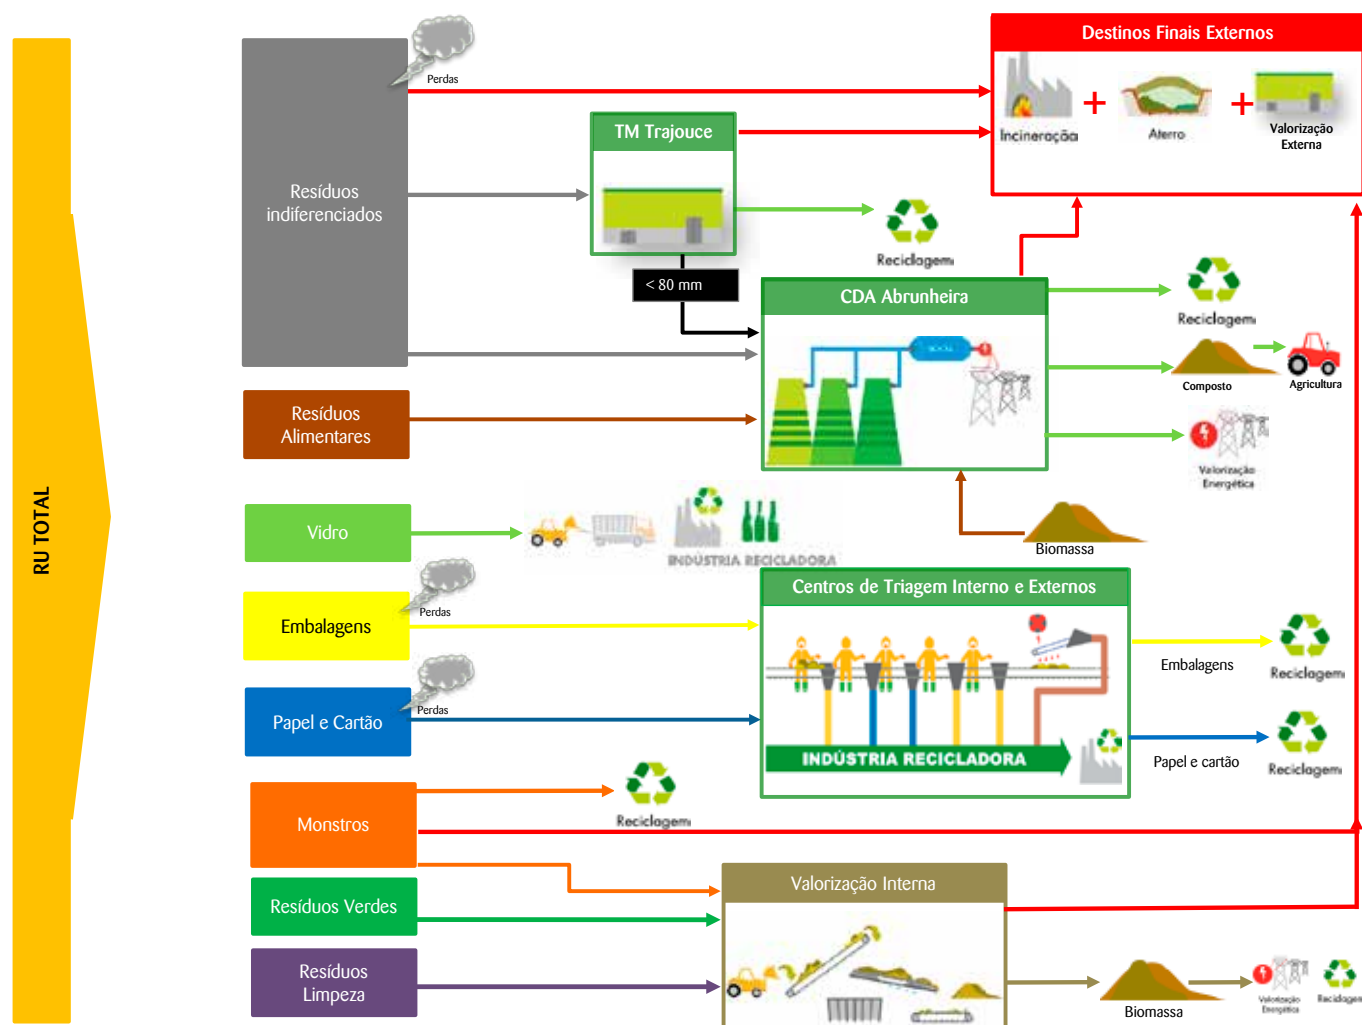 RU TOTAL
Resíduos
indiferenciados
Perdas
TM Trajouce
< 80 mm
Reciclagem
Destinos Finais Externos
Incineração
+
Aterro
+
Valorização
Externa
CDA Abrunheira
Reciclagem
Composto
Agricultura
Valorização
Energética
Resíduos
Alimentares
Biomassa
Vidro
INDÚSTRIA RECICLADORA
Embalagens
Perdas
Papel e Cartão
Perdas
Centros de Triagem Interno e Externos
INDÚSTRIA RECICLADORA
Embalagens
Reciclagem
Papel e cartão
Reciclagem
Monstros
Reciclagem
Resíduos Verdes
Resíduos
Limpeza
Valorização Interna
Biomassa
Valorização
Energética
Reciclagem